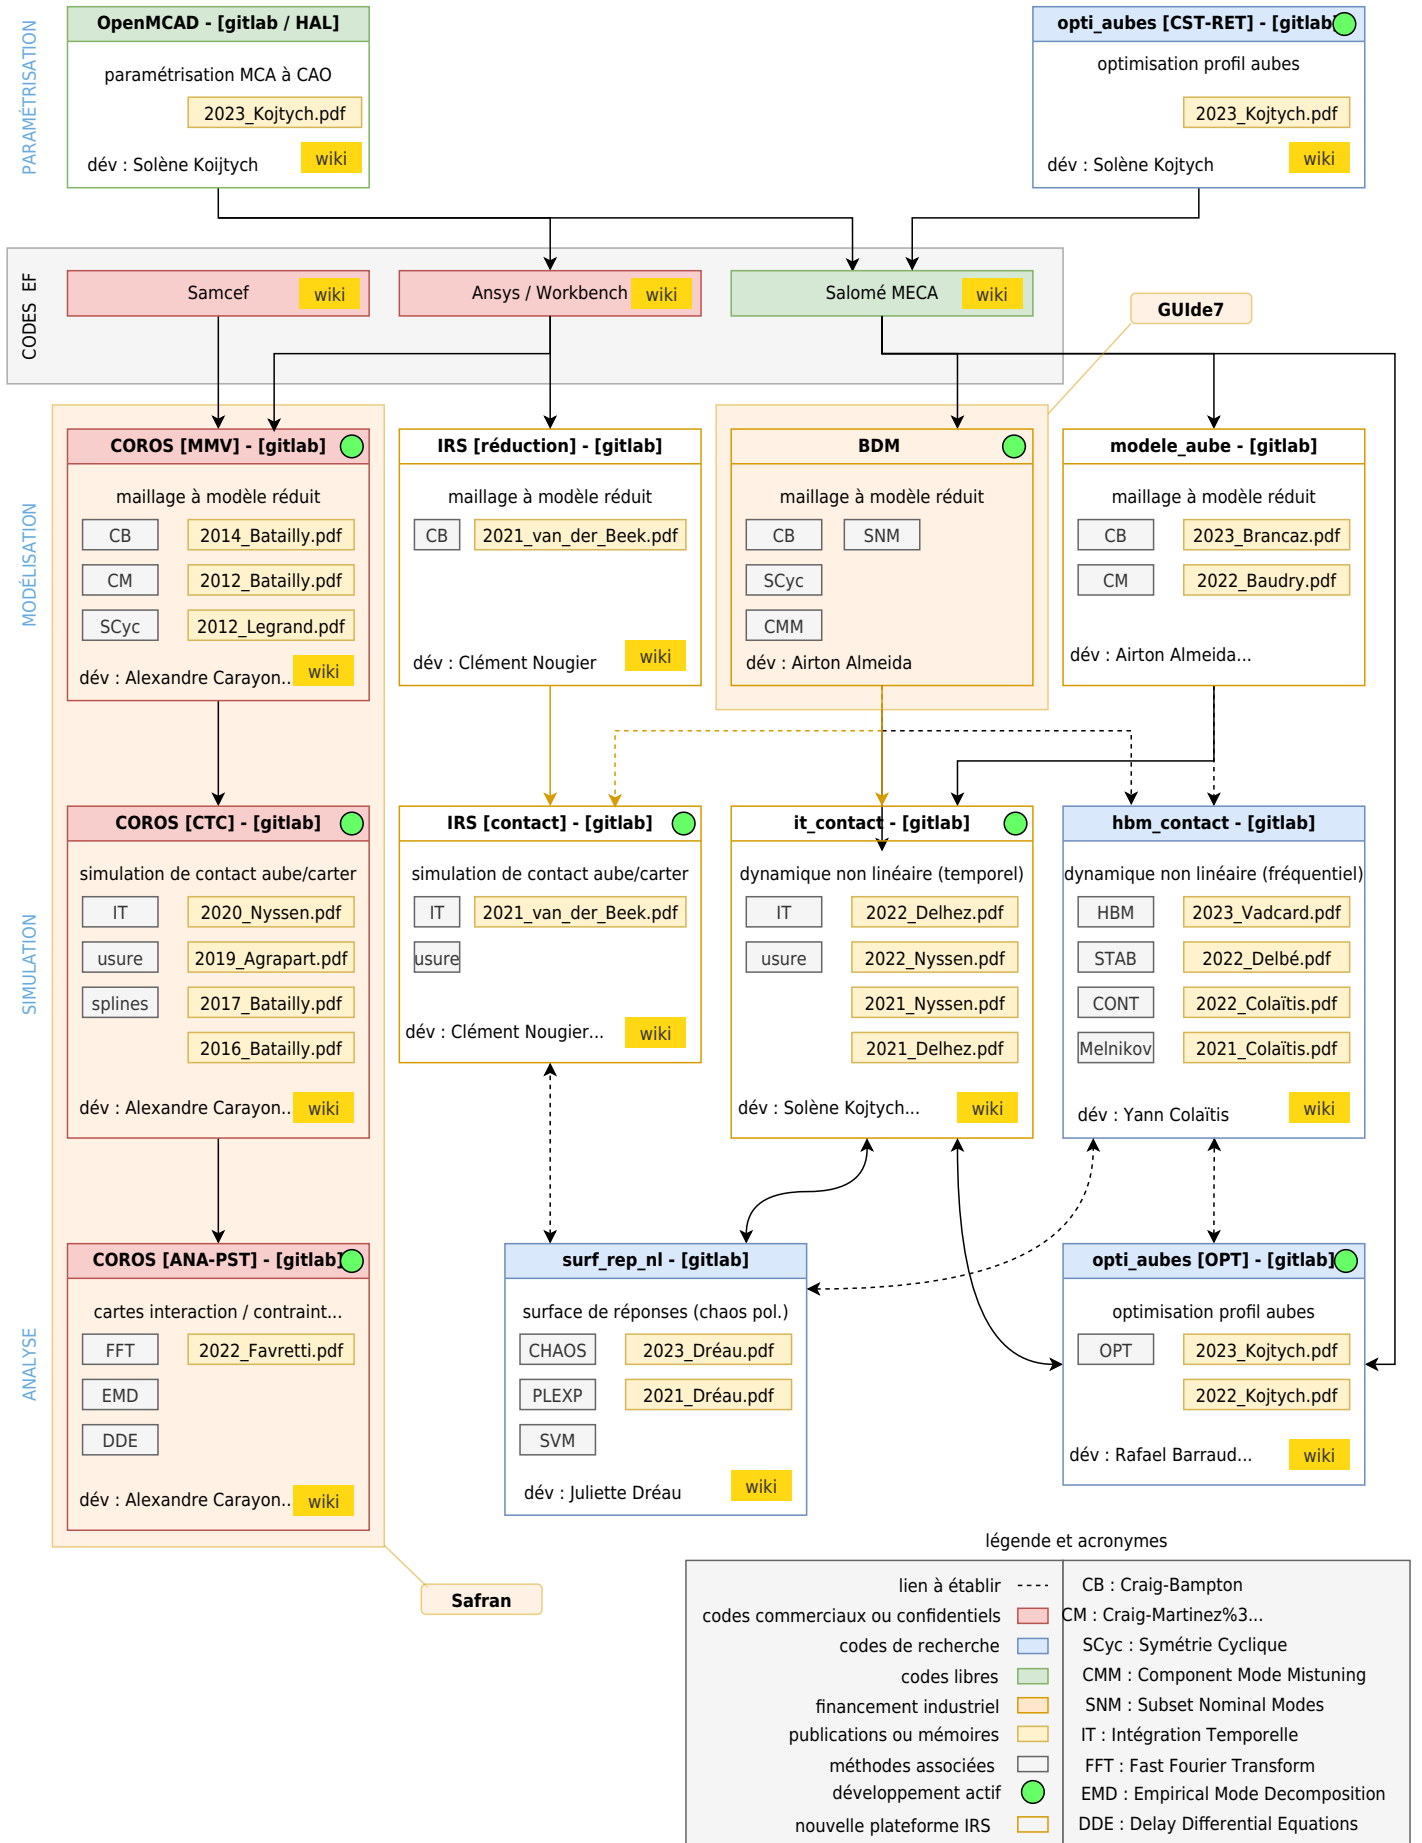 PARAMÉTRISATION
OpenMCAD - [gitlab / HAL]
paramétrisation MCA à CAO
2023_Kojtych.pdf
dév : Solène Koijtych
wiki
opti_aubes [CST-RET] - [gitlab
optimisation profil aubes
2023_Kojtych.pdf
dév : Solène Kojtych
wiki
CODES EF
Samcef
wiki
Ansys / Workbench
wiki
Salomé MECA
wiki
GUIde7
MODÉLISATION
COROS [MMV] - [gitlab]
maillage à modèle réduit
CB
2014_Batailly.pdf
CM
2012_Batailly.pdf
SCyc
2012_Legrand.pdf
dév : Alexandre Carayon...
wiki
IRS [réduction] - [gitlab]
maillage à modèle réduit
CB
2021_van_der_Beek.pdf
dév : Clément Nougier
wiki
BDM
maillage à modèle réduit
CB
SNM
SCyc
CMM
dév : Airton Almeida
modele_aube - [gitlab]
maillage à modèle réduit
CB
2023_Brancaz.pdf
CM
2022_Baudry.pdf
dév : Airton Almeida...
SIMULATION
COROS [CTC] - [gitlab]
simulation de contact aube/carter
IT
2020_Nyssen.pdf
usure
2019_Agrapart.pdf
splines
2017_Batailly.pdf
2016_Batailly.pdf
dév : Alexandre Carayon...
wiki
IRS [contact] - [gitlab]
simulation de contact aube/carter
IT
2021_van_der_Beek.pdf
usure
dév : Clément Nougier...
wiki
it_contact - [gitlab]
dynamique non linéaire (temporel)
IT
2022_Delhez.pdf
usure
2022_Nyssen.pdf
2021_Nyssen.pdf
2021_Delhez.pdf
dév : Solène Kojtych...
wiki
hbm_contact - [gitlab]
dynamique non linéaire (fréquentiel)
HBM
2023_Vadcard.pdf
STAB
2022_Delbé.pdf
CONT
2022_Colaïtis.pdf
Melnikov
2021_Colaïtis.pdf
dév : Yann Colaïtis
wiki
ANALYSE
COROS [ANA-PST] - [gitlab]
cartes interaction / contraint...
FFT
2022_Favretti.pdf
EMD
DDE
dév : Alexandre Carayon...
wiki
surf_rep_nl - [gitlab]
surface de réponses (chaos pol.)
CHAOS
2023_Dréau.pdf
PLEXP
2021_Dréau.pdf
SVM
dév : Juliette Dréau
wiki
opti_aubes [OPT] - [gitlab]
optimisation profil aubes
OPT
2023_Kojtych.pdf
2022_Kojtych.pdf
dév : Rafael Barraud...
wiki
Safran
légende et acronymes
lien à établir
codes commerciaux ou confidentiels
codes de recherche
codes libres
financement industriel
publications ou mémoires
méthodes associées
développement actif
nouvelle plateforme IRS
CB : Craig-Bampton
CM : Craig-Martinez%3...
SCyc : Symétrie Cyclique
CMM : Component Mode Mistuning
SNM : Subset Nominal Modes
IT : Intégration Temporelle
FFT : Fast Fourier Transform
EMD : Empirical Mode Decomposition
DDE : Delay Differential Equations